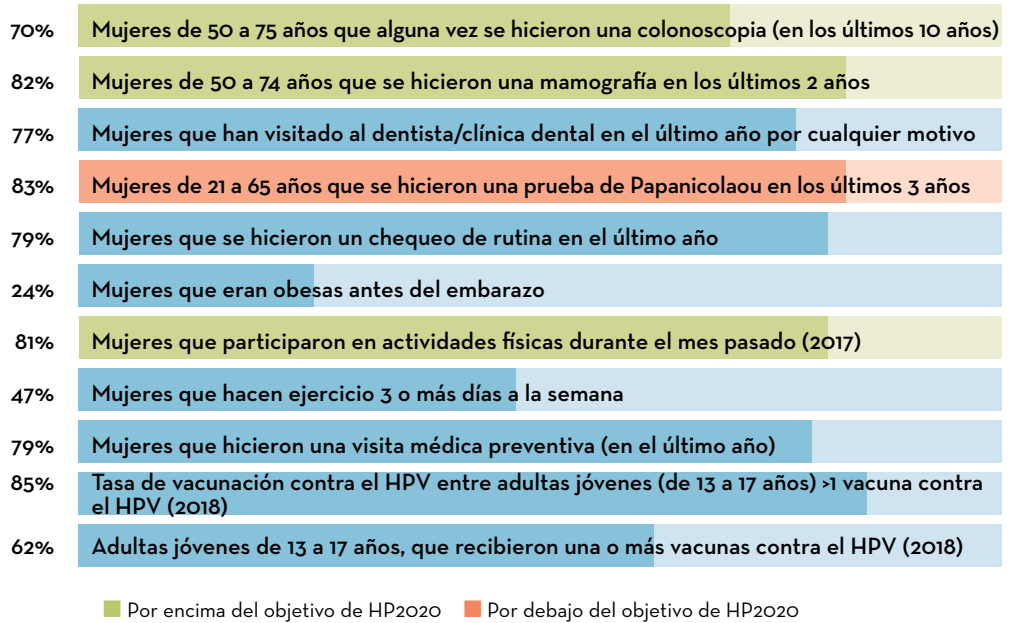 70% Mujeres de 50 a 75 años que alguna vez se hicieron una colonoscopia (en los últimos 10 años)
82% Mujeres de 50 a 74 años que se hicieron una mamografía en los últimos 2 años
77% Mujeres que han visitado al dentista/clínica dental en el último año por cualquier motivo
83% Mujeres de 21 a 65 años que se hicieron una prueba de Papanicolaou en los últimos 3 años
79% Mujeres que se hicieron un chequeo de rutina en el último año
24% Mujeres que eran obesas antes del embarazo
81% Mujeres que participaron en actividades físicas durante el mes pasado (2017)
47% Mujeres que hacen ejercicio 3 o más días a la semana
79% Mujeres que hicieron una visita médica preventiva (en el último año)
85% Tasa de vacunación contra el HPV entre adultas jóvenes (de 13 a 17 años) >1 vacuna contra
el HPV (2018)
62% Adultas jóvenes de 13 a 17 años, que recibieron una o más vacunas contra el HPV (2018)
Por encima del objetivo de HP2020 Por debajo del objetivo de HP2020